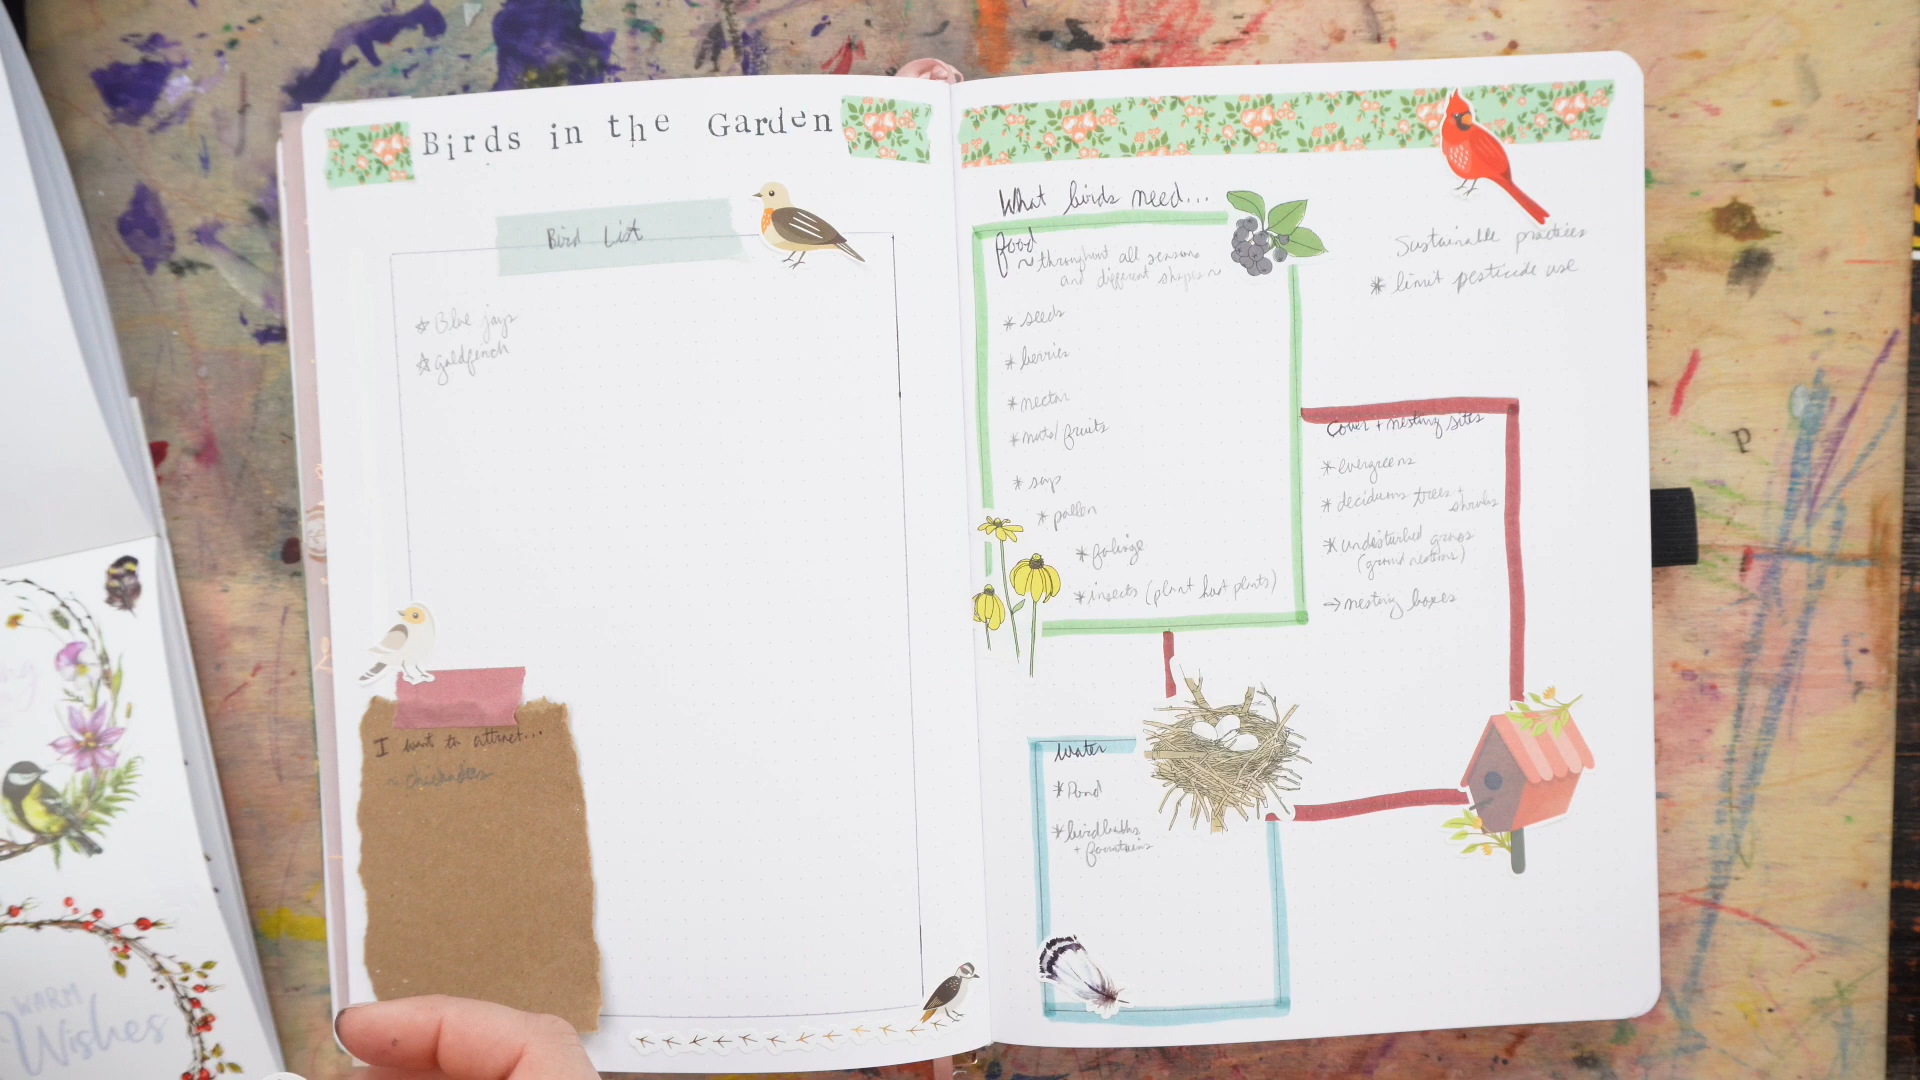 Birds in the Garden
Bird List
* Blue jays
* goldfinch
I want to attract...
~ chickadees
What birds need...
food
~ throughout all seasons
and different shapes ~
* seeds
* berries
* nectar
* nuts/fruits
* sap
* pollen
* foliage
* insects (plant host plants)
Sustainable practices
* limit pesticide use
Cover + nesting sites
* evergreens
* deciduous trees +
shrubs
* undisturbed grass
(ground nesters)
→ nesting boxes
Water
* Pond
* birdbaths
+ fountains
P
WARM
Wishes